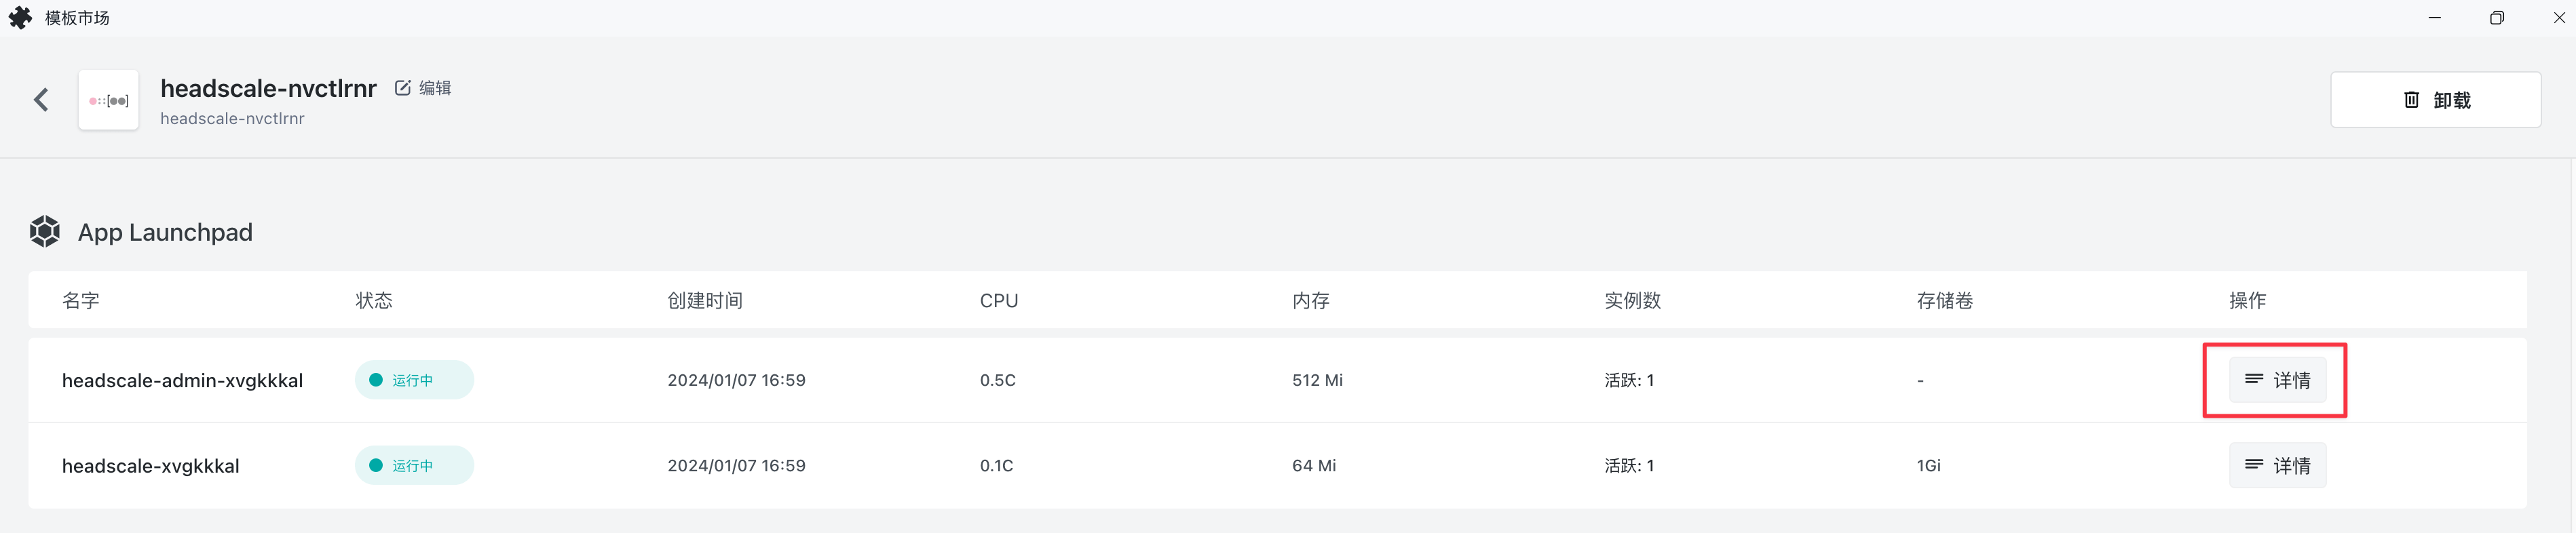 模板市场
headscale-nvctlrnr 编辑
headscale-nvctlrnr
卸载
App Launchpad
名字 状态 创建时间 CPU 内存 实例数 存储卷 操作
headscale-admin-xvgkkkal 运行中 2024/01/07 16:59 0.5C 512 Mi 活跃: 1 - 详情
headscale-xvgkkkal 运行中 2024/01/07 16:59 0.1C 64 Mi 活跃: 1 1Gi 详情